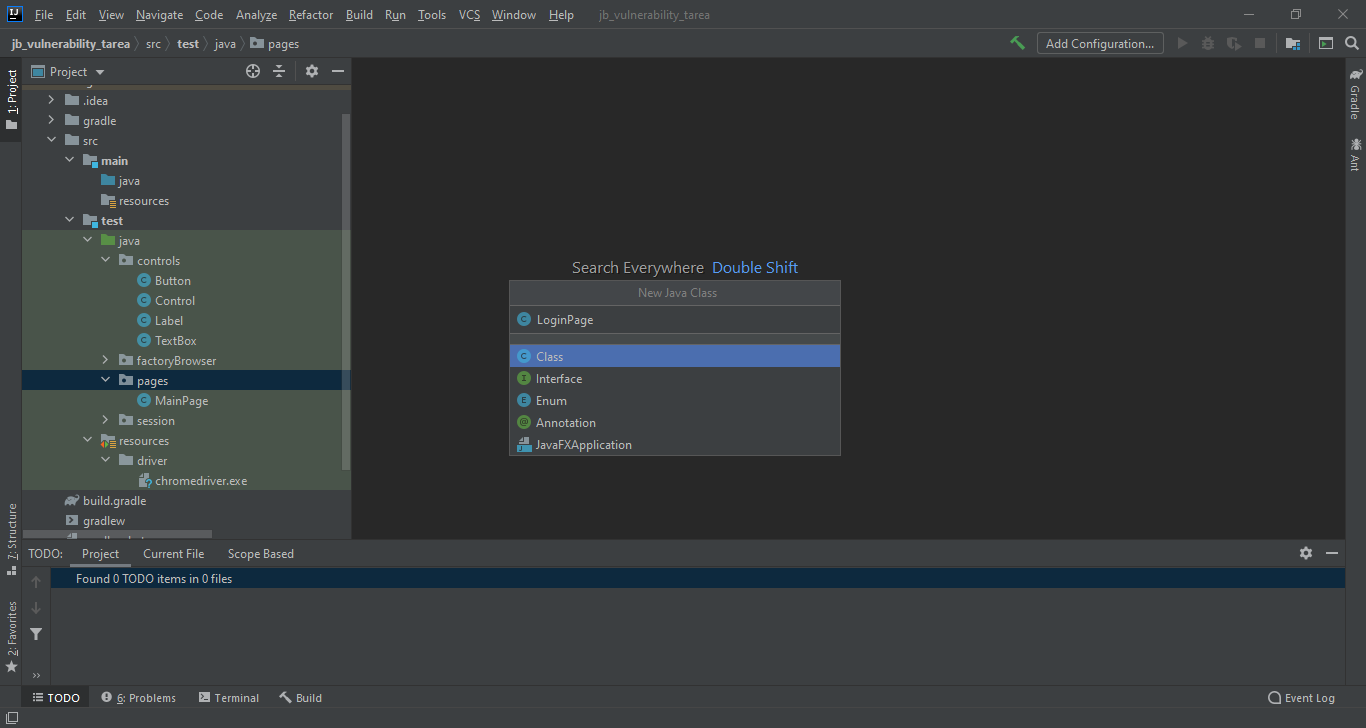 File Edit View Navigate Code Analyze Refactor Build Run Tools VCS Window Help jb_vulnerability_tarea
jb_vulnerability_tarea src test java pages Add Configuration...
1: Project
Project
.idea
gradle
src
main
java
resources
test
java
controls
Button
Control
Label
TextBox
factoryBrowser
pages
MainPage
session
resources
driver
chromedriver.exe
build.gradle
gradlew
Search Everywhere Double Shift
New Java Class
LoginPage
Class
Interface
Enum
Annotation
JavaFXApplication
Gradle
Ant
7: Structure
2: Favorites
TODO: Project Current File Scope Based
Found 0 TODO items in 0 files
TODO 6: Problems Terminal Build Event Log